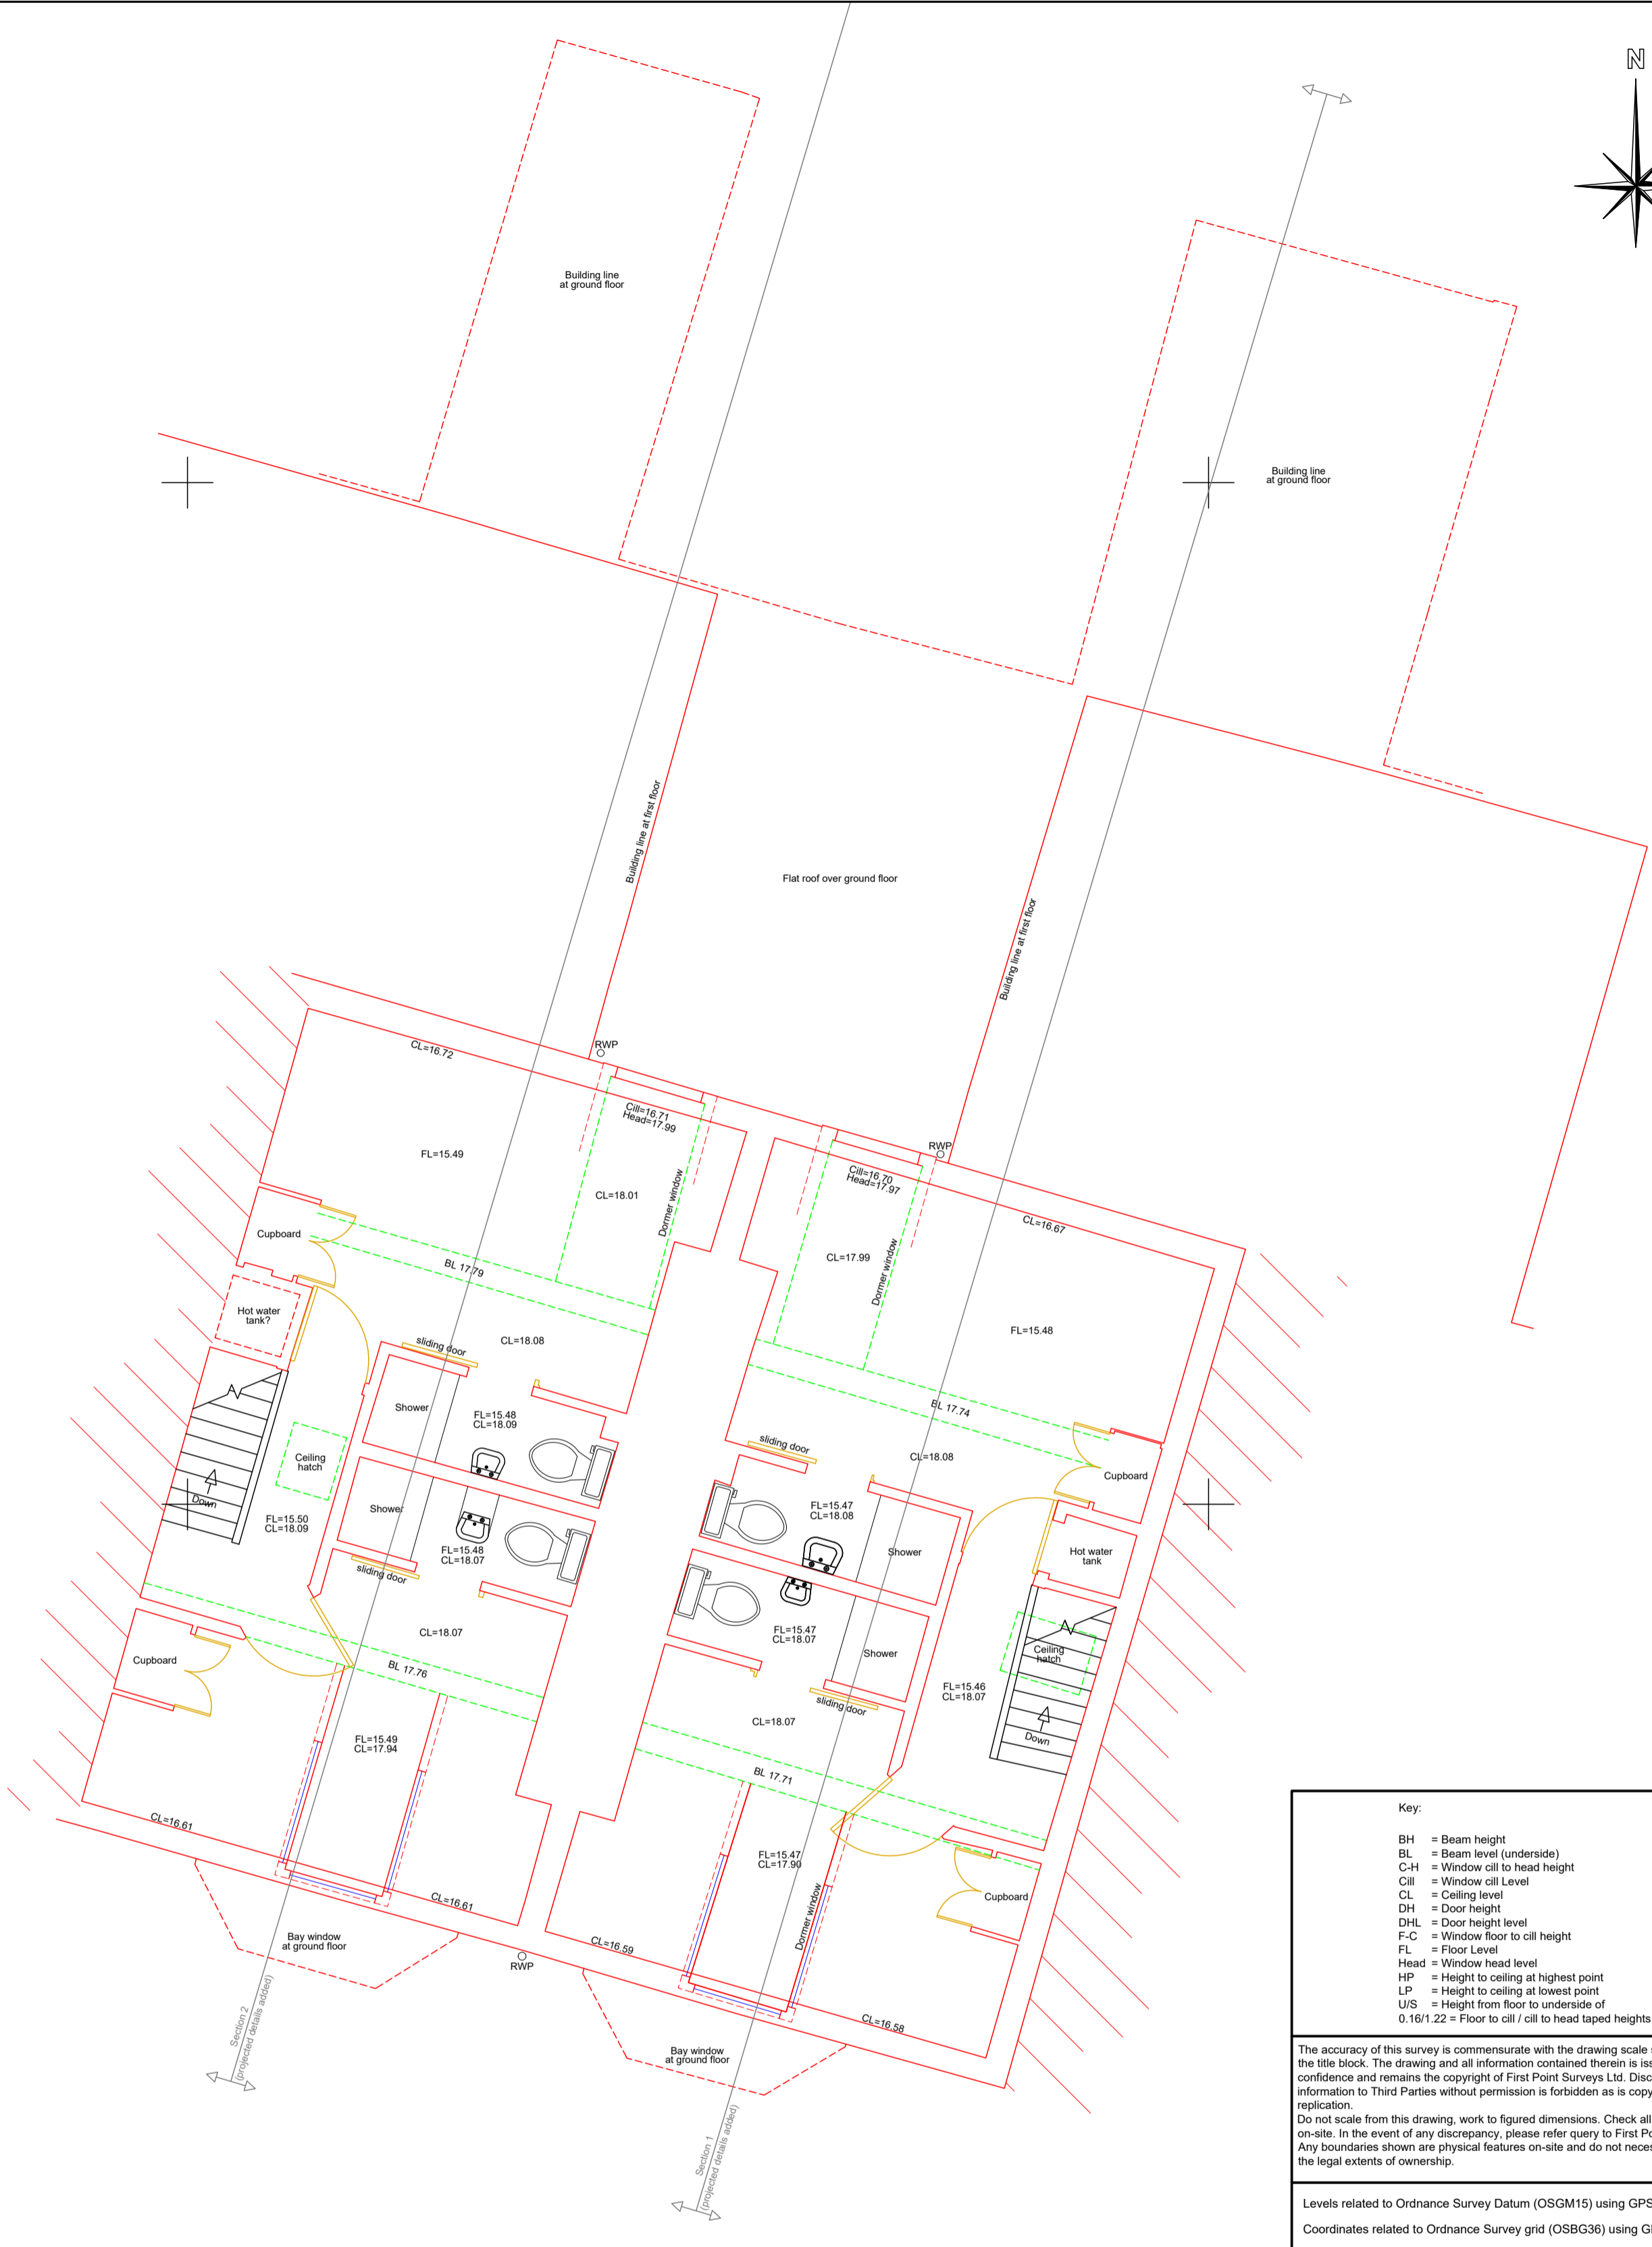 N
Building line
at ground floor
Building line
at ground floor
Building line at first floor
Flat roof over ground floor
Building line at first floor
RWP
CL=16.72
Cill=16.71
Head=17.99
RWP
FL=15.49
Cill=16.70
Head=17.97
CL=18.01
Dormer window
CL=16.67
Cupboard
CL=17.99
Dormer window
BL 17.79
Hot water
tank?
CL=18.08
FL=15.48
sliding door
Shower
FL=15.48
CL=18.09
BL 17.74
sliding door
CL=18.08
Ceiling
hatch
Cupboard
Down
Shower
FL=15.47
CL=18.08
FL=15.50
CL=18.09
FL=15.48
CL=18.07
Shower
Hot water
tank
sliding door
CL=18.07
FL=15.47
CL=18.07
Ceiling
hatch
Cupboard
Shower
BL 17.76
FL=15.46
CL=18.07
sliding door
CL=18.07
Down
FL=15.49
CL=17.94
BL 17.71
CL=16.61
FL=15.47
CL=17.90
Dormer window
CL=16.61
Cupboard
Bay window
at ground floor
CL=16.59
RWP
CL=16.58
Bay window
at ground floor
Section 2
(projected details added)
Section 1
(projected details added)
Key:
BH = Beam height
BL = Beam level (underside)
C-H = Window cill to head height
Cill = Window cill Level
CL = Ceiling level
DH = Door height
DHL = Door height level
F-C = Window floor to cill height
FL = Floor Level
Head = Window head level
HP = Height to ceiling at highest point
LP = Height to ceiling at lowest point
U/S = Height from floor to underside of
0.16/1.22 = Floor to cill / cill to head taped heights
The accuracy of this survey is commensurate with the drawing scale
the title block. The drawing and all information contained therein is
confidence and remains the copyright of First Point Surveys Ltd.
information to Third Parties without permission is forbidden as is
replication.
Do not scale from this drawing, work to figured dimensions. Check all
on-site. In the event of any discrepancy, please refer query to First
Any boundaries shown are physical features on-site and do not
the legal extents of ownership.
Levels related to Ordnance Survey Datum (OSGM15) using GPS
Coordinates related to Ordnance Survey grid (OSBG36) using